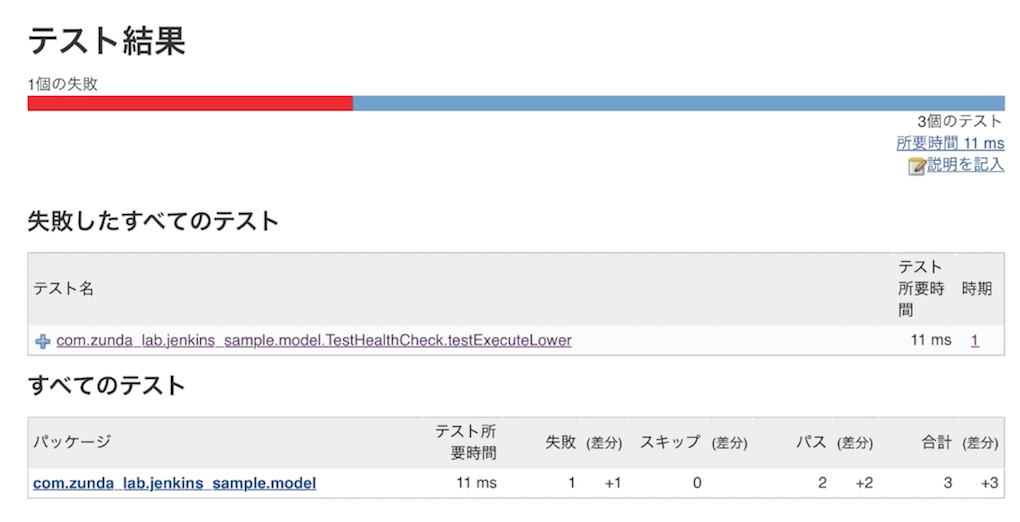 テスト結果
1個の失敗
3個のテスト
所要時間 11 ms
説明を記入
失敗したすべてのテスト
テスト名 テスト所要時間 時期
com.zunda_lab.jenkins_sample.model.TestHealthCheck.testExecuteLower 11 ms 1
すべてのテスト
パッケージ テスト所要時間 失敗 (差分) スキップ (差分) パス (差分) 合計 (差分)
com.zunda_lab.jenkins_sample.model 11 ms 1 +1 0 2 +2 3 +3